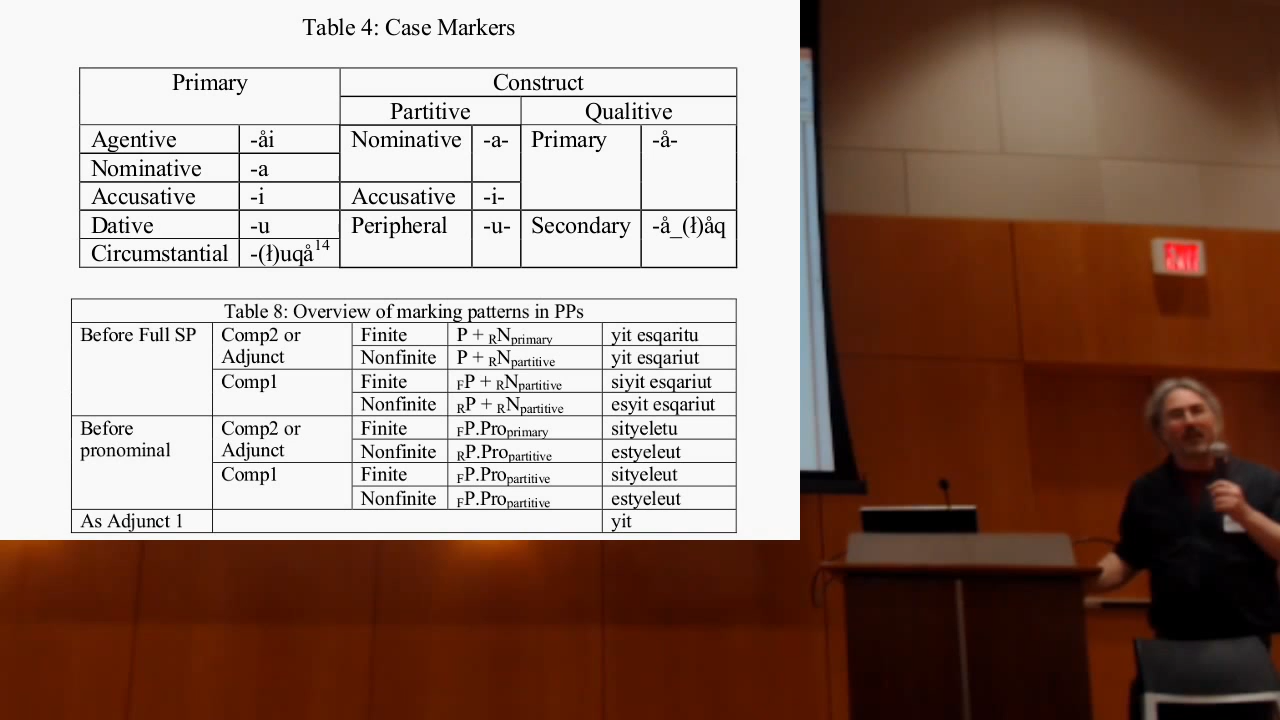 Table 4: Case Markers
Primary Construct
Partitive Qualitive
Agentive -åi Nominative -a- Primary -å-
Nominative -a
Accusative -i Accusative -i-
Dative -u Peripheral -u- Secondary -å_(ł)åq
Circumstantial -(ł)uqå14
Table 8: Overview of marking patterns in PPs
Before Full SP Comp2 or Finite P + RNprimary yit esqaritu
Adjunct Nonfinite P + RNpartitive yit esqariut
Comp1 Finite FP + RNpartitive siyit esqariut
Nonfinite RP + RNpartitive esyit esqariut
Before Comp2 or Finite FP.Proprimary sityeletu
pronominal Adjunct Nonfinite RP.Propartitive estyeleut
Comp1 Finite FP.Propartitive sityeleut
Nonfinite FP.Propartitive estyeleut
As Adjunct 1 yit